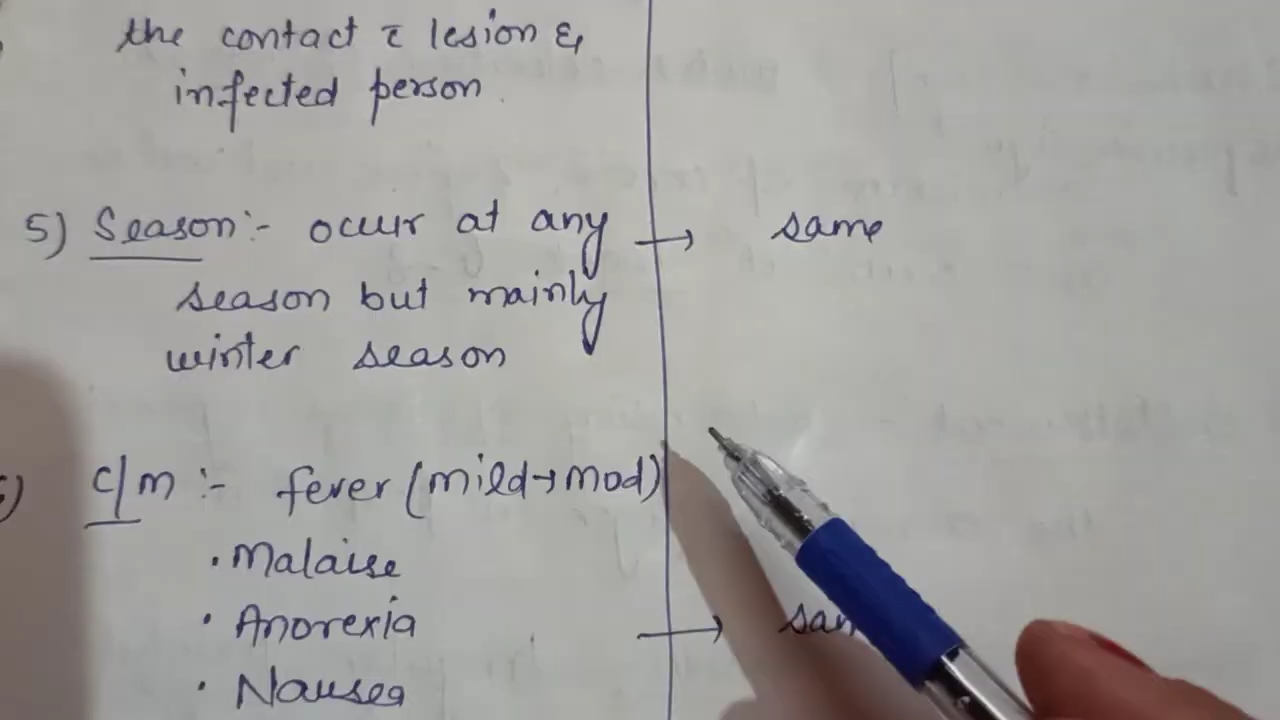 the contact c̄ lesion &
infected person
5) Season:- occur at any → same
season but mainly
winter season
c/m :- fever (mild→mod)
• Malaise
• Anorexia →
• Nausea